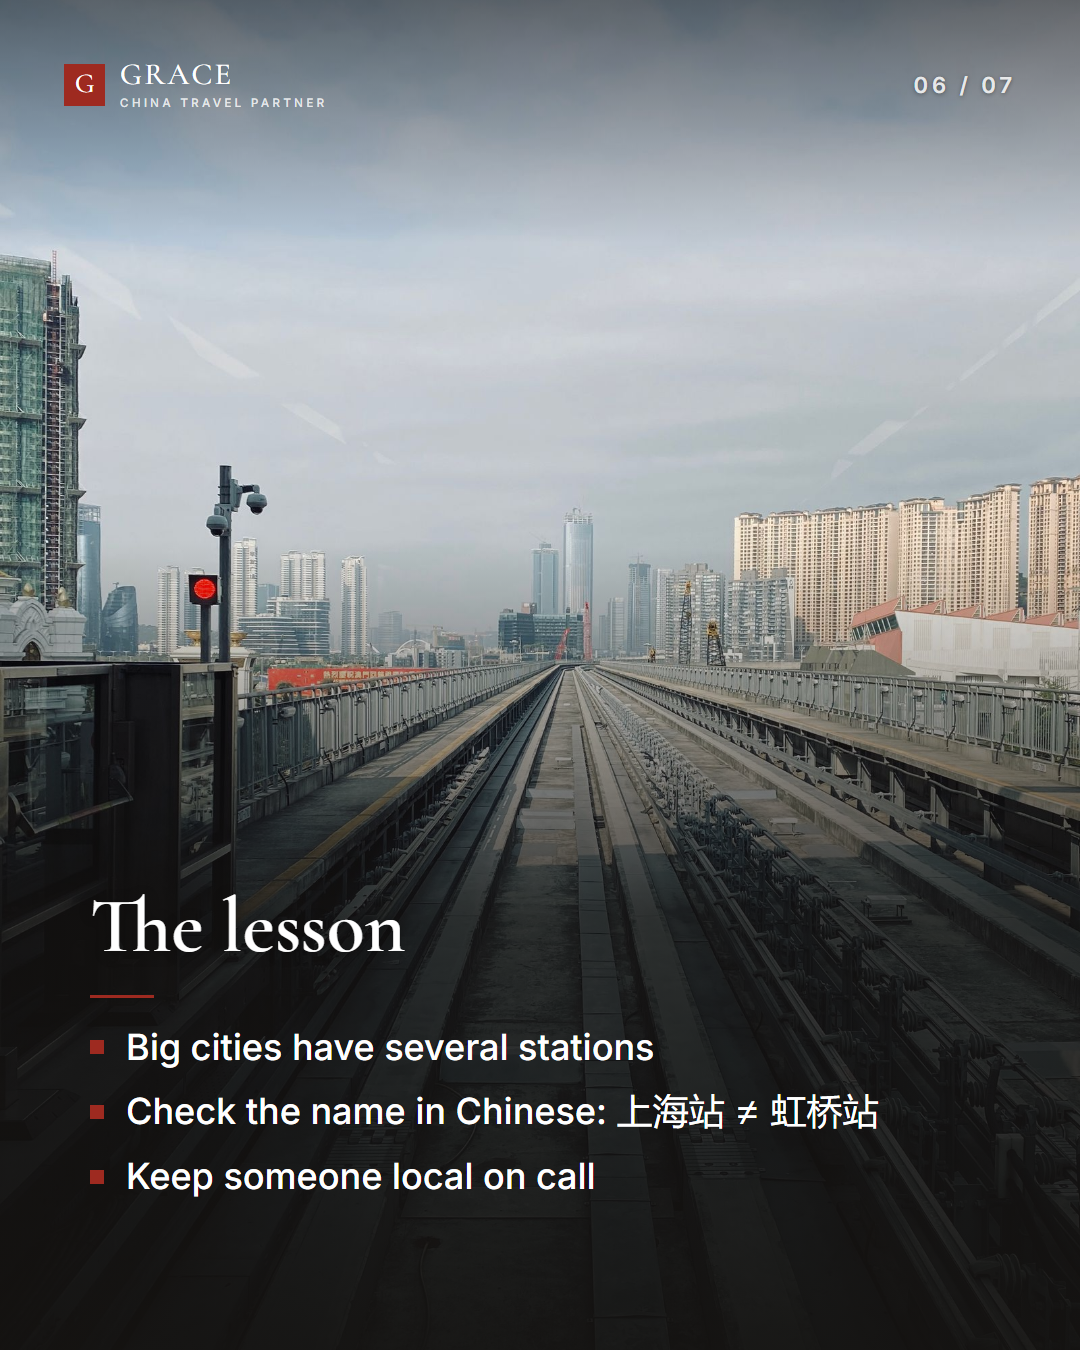 G
GRACE
CHINA TRAVEL PARTNER
06 / 07
The lesson
Big cities have several stations
Check the name in Chinese: 上海站 ≠ 虹桥站
Keep someone local on call